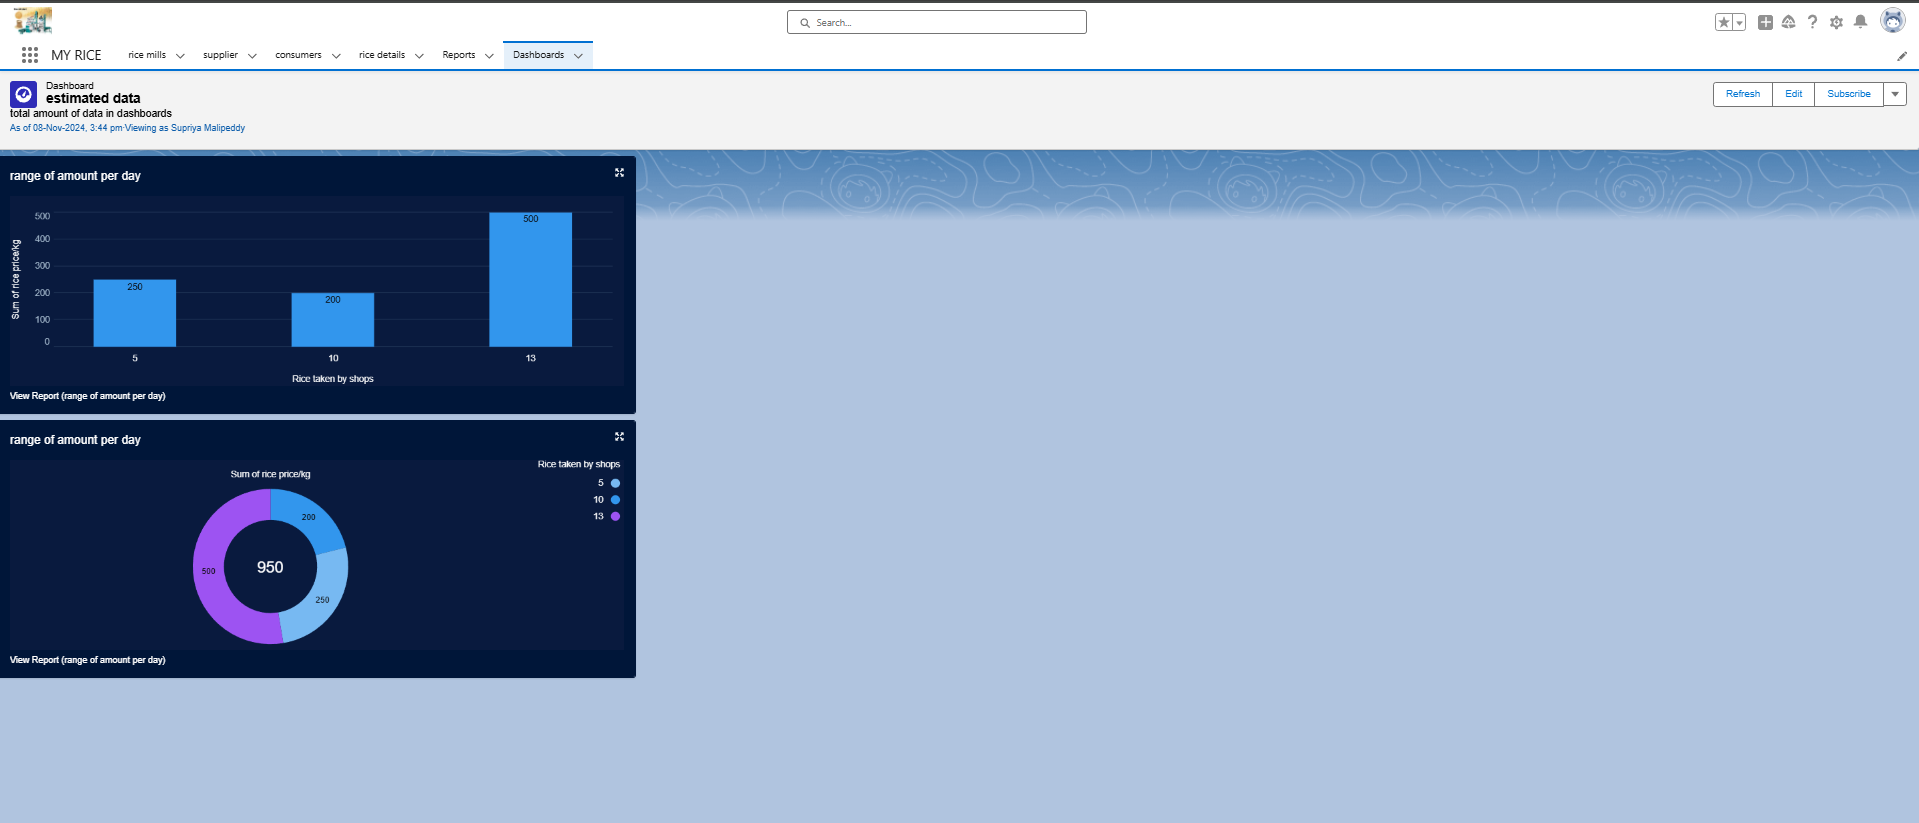 Search...
MY RICE
rice mills
supplier
consumers
rice details
Reports
Dashboards
Dashboard
estimated data
total amount of data in dashboards
As of 08-Nov-2024, 3:44 pm·Viewing as Supriya Malipeddy
Refresh
Edit
Subscribe
range of amount per day
Sum of rice price/kg
500
400
300
200
100
0
250
200
500
5
10
13
Rice taken by shops
View Report (range of amount per day)
range of amount per day
Sum of rice price/kg
Rice taken by shops
5
10
13
200
500
950
250
View Report (range of amount per day)